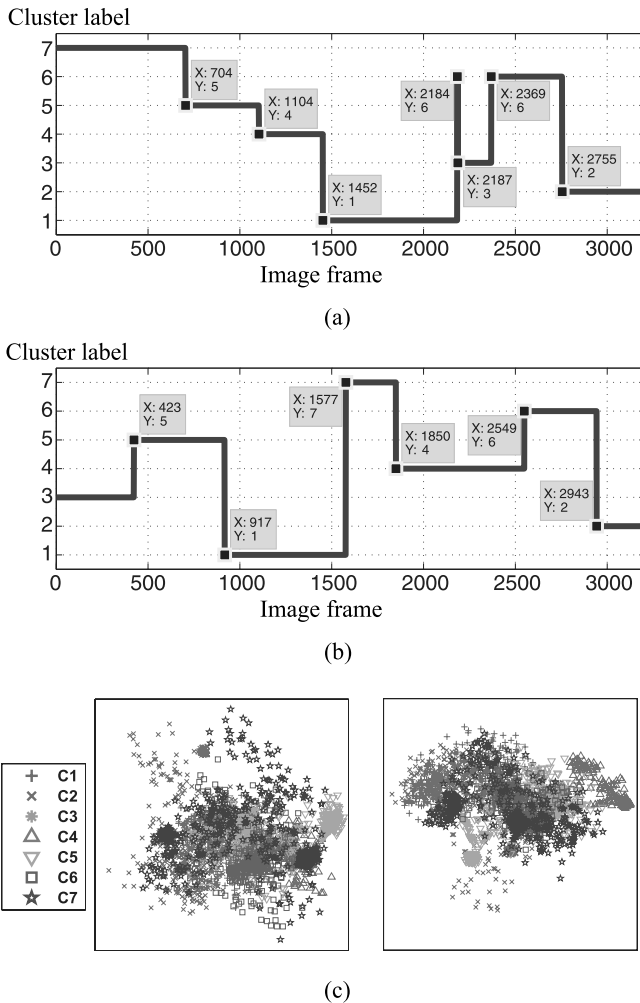 Cluster label
7
6
5
4
3
2
1
X: 704
Y: 5
X: 1104
Y: 4
X: 1452
Y: 1
X: 2184
Y: 6
X: 2187
Y: 3
X: 2369
Y: 6
X: 2755
Y: 2
0 500 1000 1500 2000 2500 3000
Image frame
(a)
Cluster label
7
6
5
4
3
2
1
X: 423
Y: 5
X: 917
Y: 1
X: 1577
Y: 7
X: 1850
Y: 4
X: 2549
Y: 6
X: 2943
Y: 2
0 500 1000 1500 2000 2500 3000
Image frame
(b)
C1
C2
C3
C4
C5
C6
C7
(c)